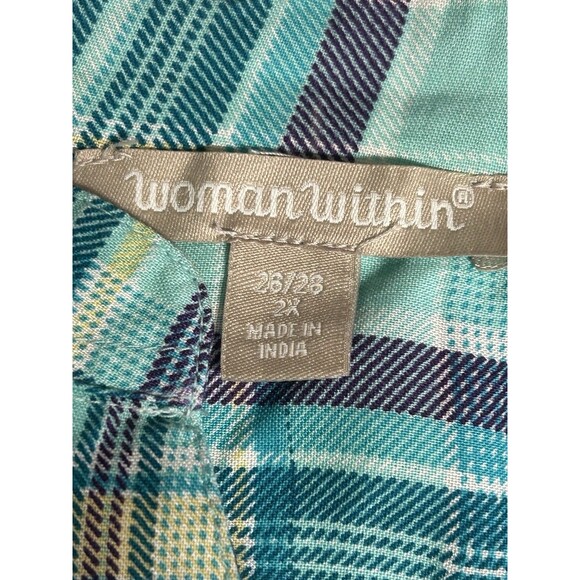 woman within®
26/28
2X
MADE IN
INDIA